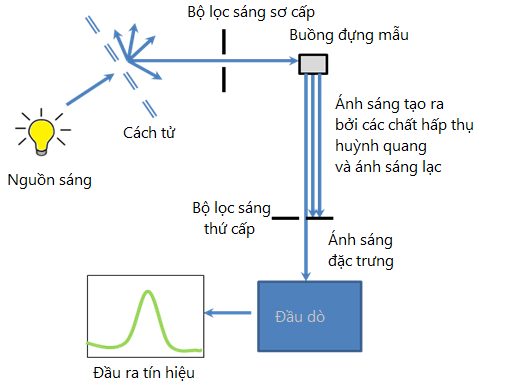 Bộ lọc sáng sơ cấp
Buồng đựng mẫu
Cách tử
Nguồn sáng
Ánh sáng tạo ra
bởi các chất hấp thụ
huỳnh quang
và ánh sáng lạc
Bộ lọc sáng
thứ cấp
Ánh sáng
đặc trưng
Đầu dò
Đầu ra tín hiệu